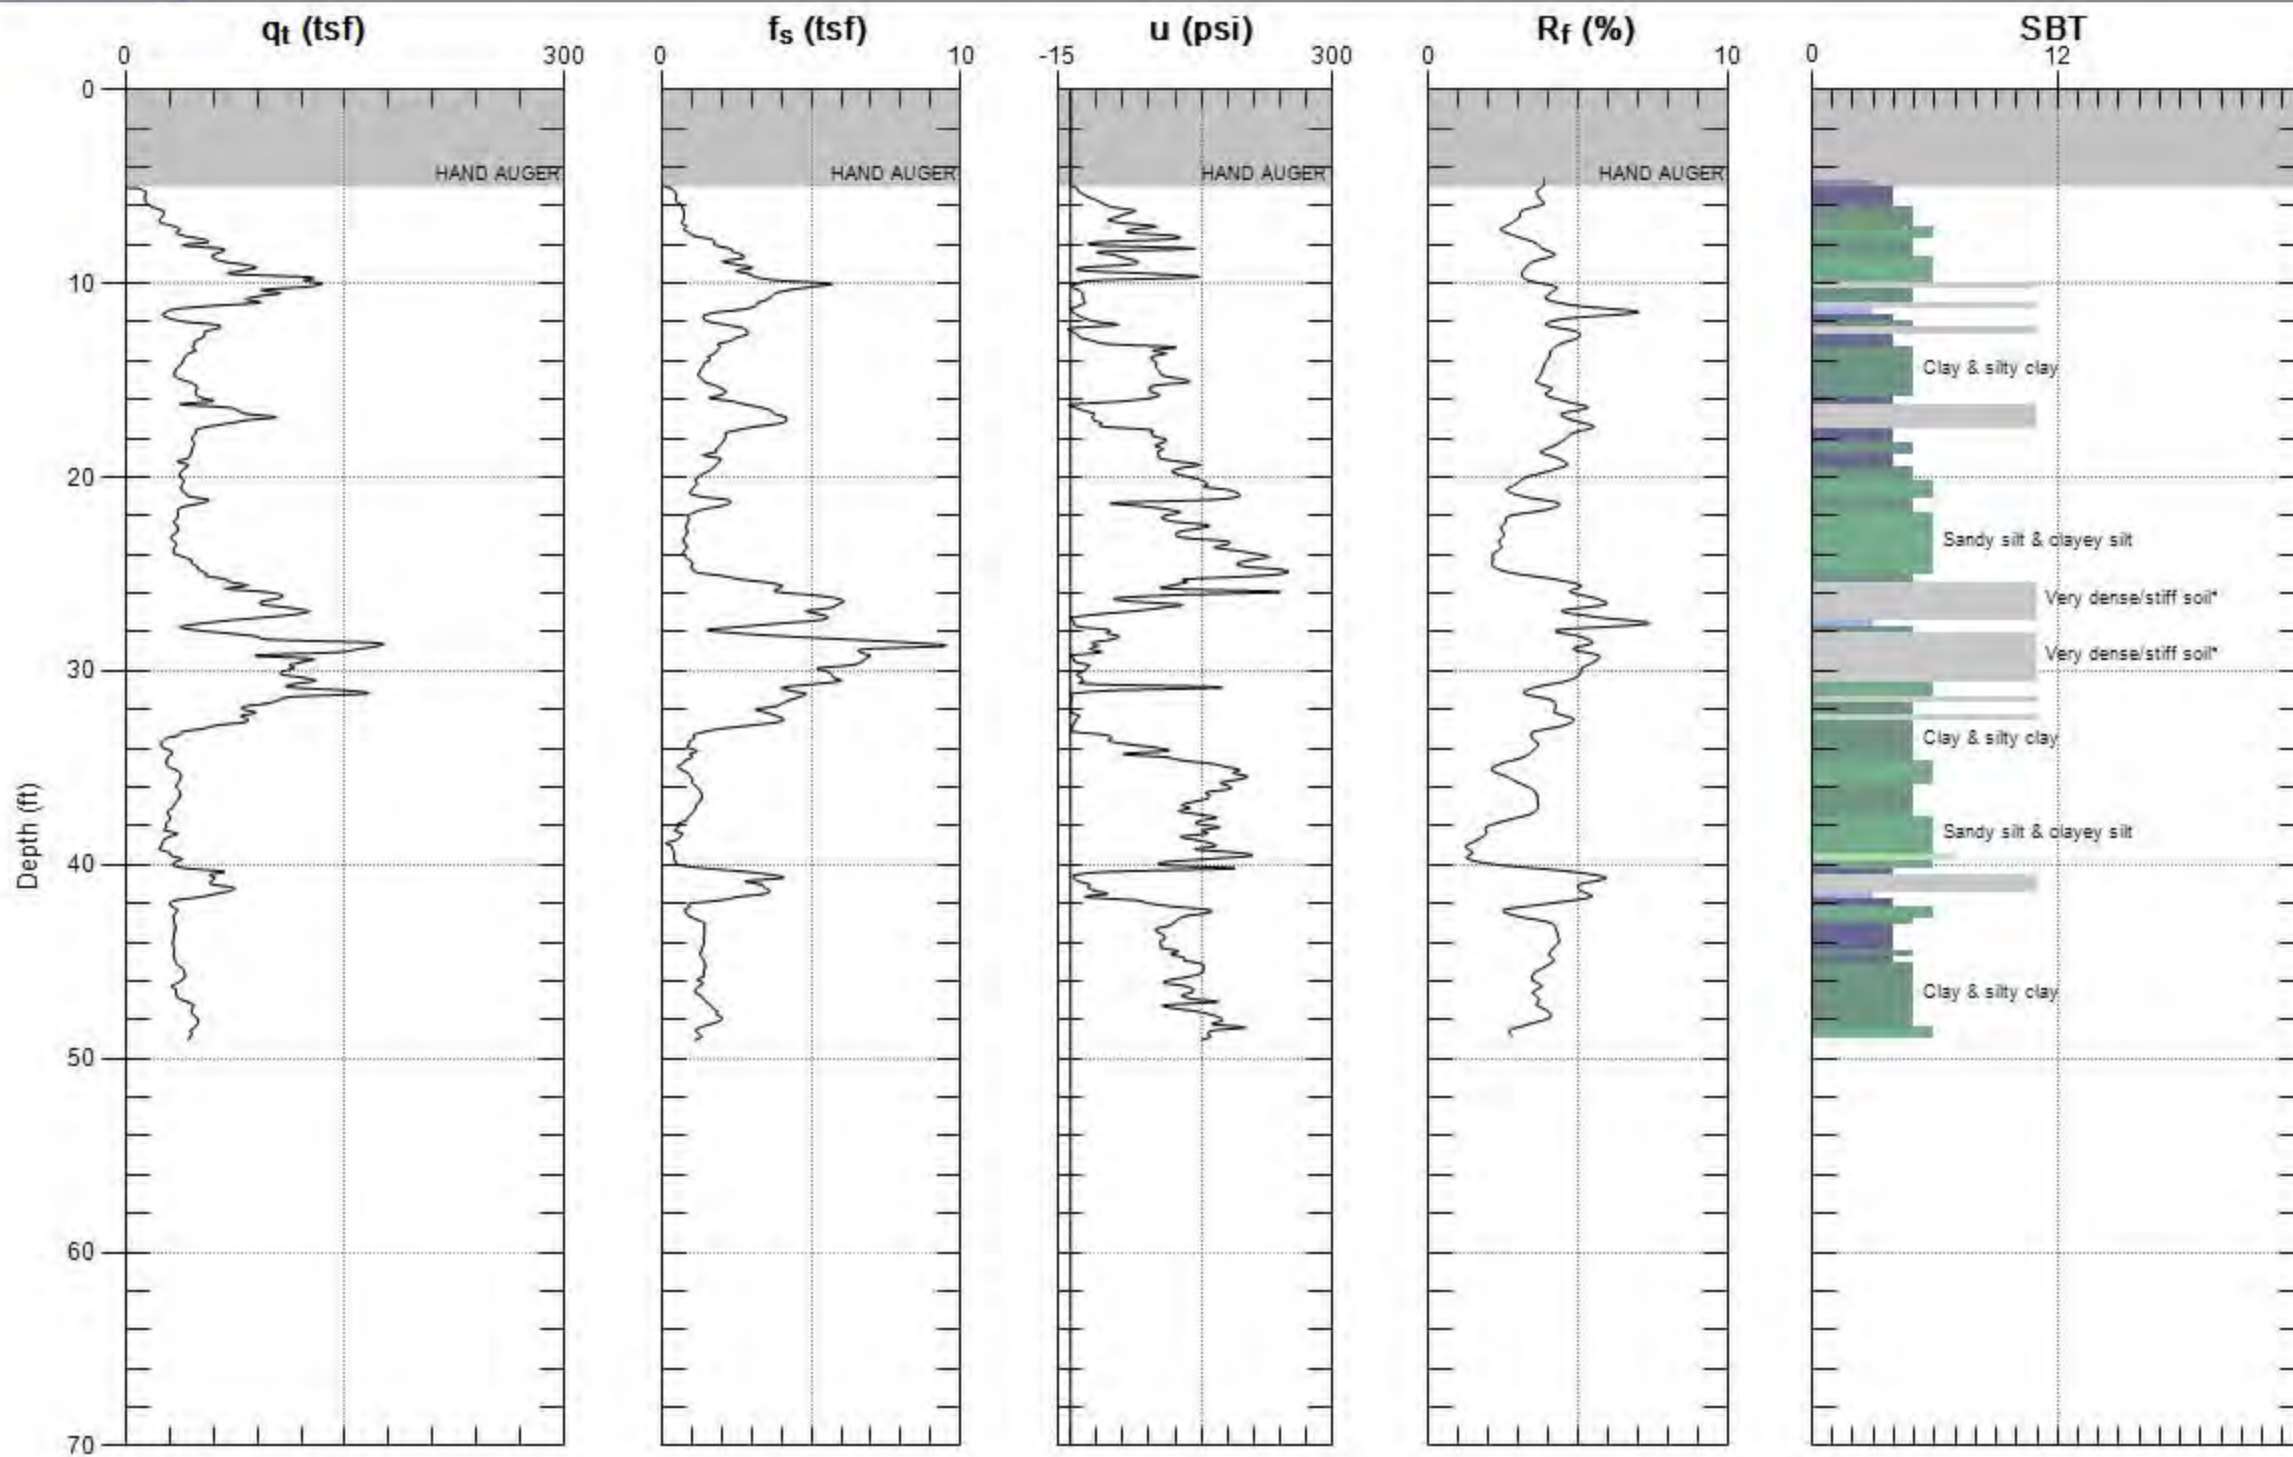 qt (tsf) fs (tsf) u (psi) Rf (%) SBT
0 300 0 10 -15 300 0 10 0 12
0
HAND AUGER HAND AUGER HAND AUGER HAND AUGER
10
Clay & silty clay
20
Sandy silt & clayey silt
Very dense/stiff soil*
Very dense/stiff soil*
30
Clay & silty clay
Sandy silt & clayey silt
Depth (ft)
40
Clay & silty clay
50
60
70